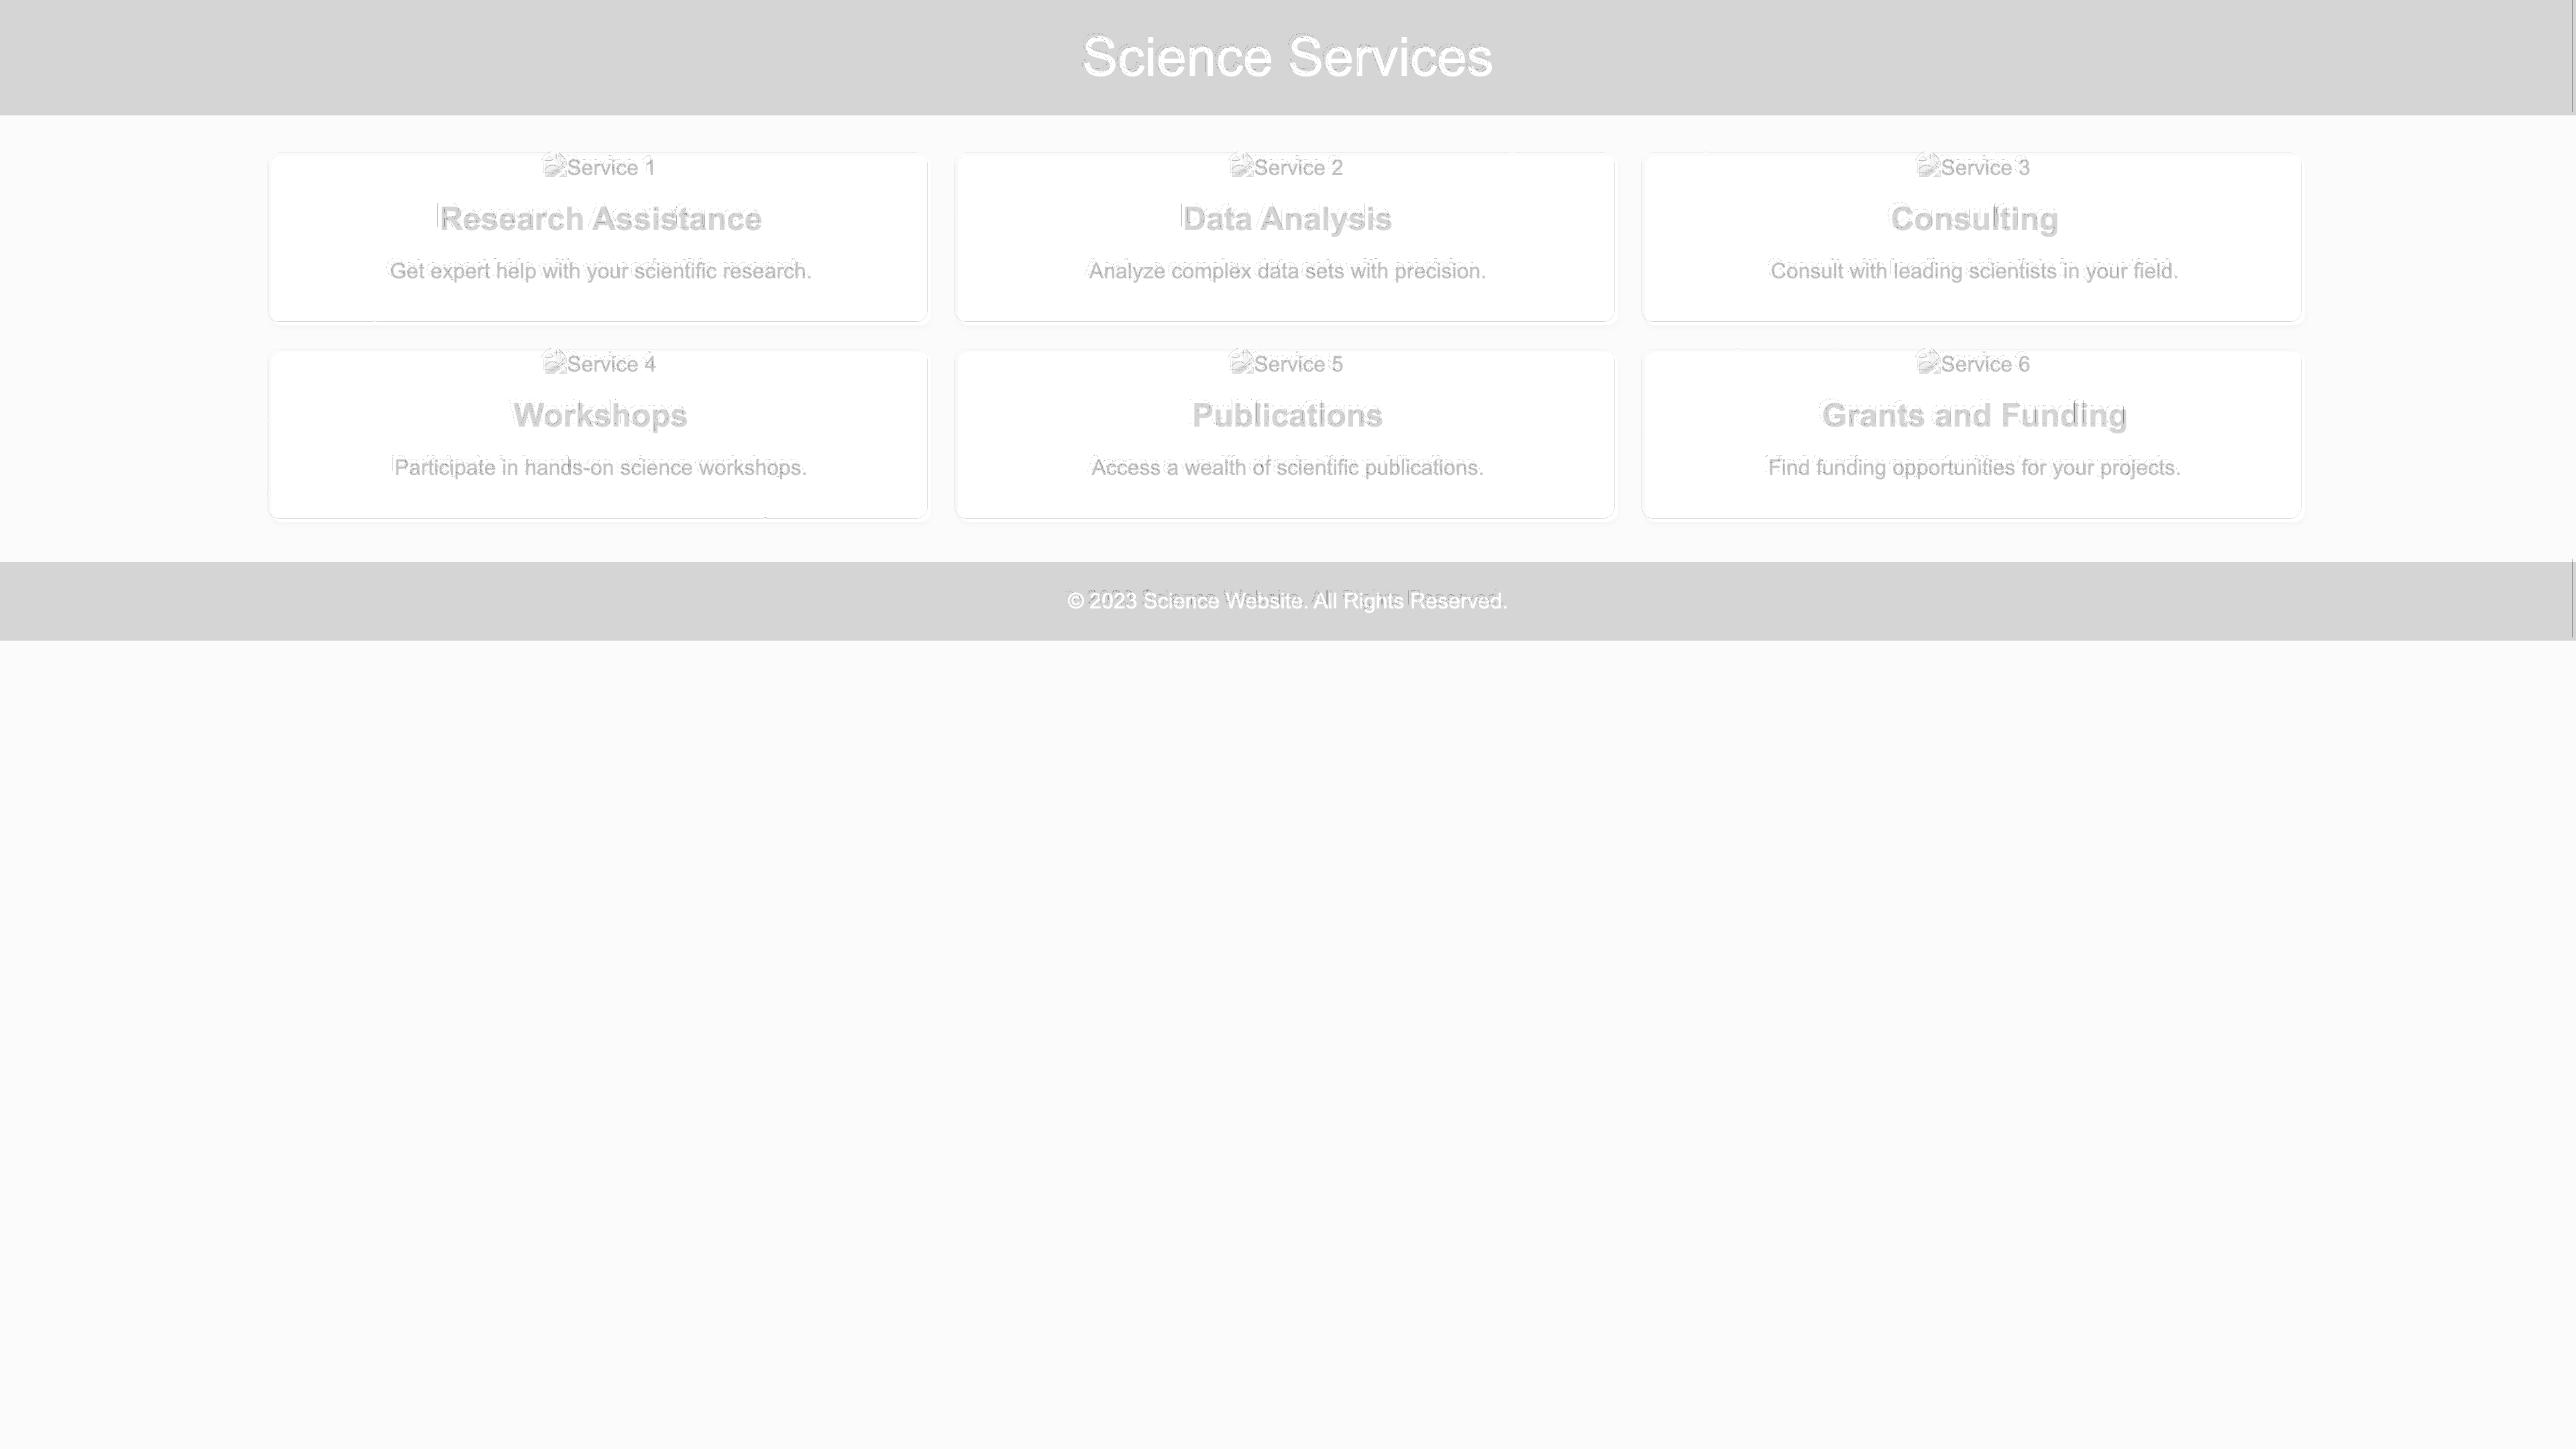 Science Services
Service 1
Research Assistance
Get expert help with your scientific research.
Service 2
Data Analysis
Analyze complex data sets with precision.
Service 3
Consulting
Consult with leading scientists in your field.
Service 4
Workshops
Participate in hands-on science workshops.
Service 5
Publications
Access a wealth of scientific publications.
Service 6
Grants and Funding
Find funding opportunities for your projects.
© 2023 Science Website. All Rights Reserved.